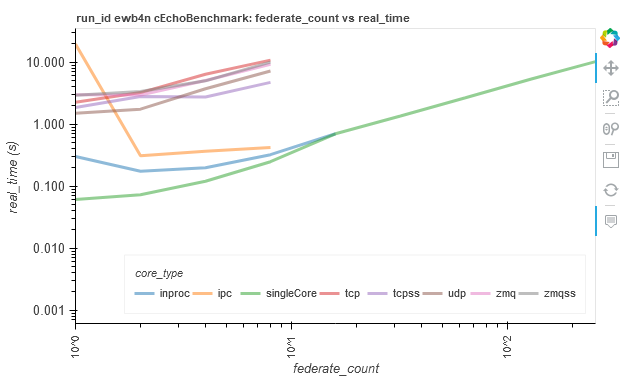 run_id ewb4n cEchoBenchmark: federate_count vs real_time
10.000
1.000
0.100
0.010
0.001
real_time (s)
core_type
inproc ipc singleCore tcp tcpss udp zmq zmqss
10^0 10^1 10^2
federate_count